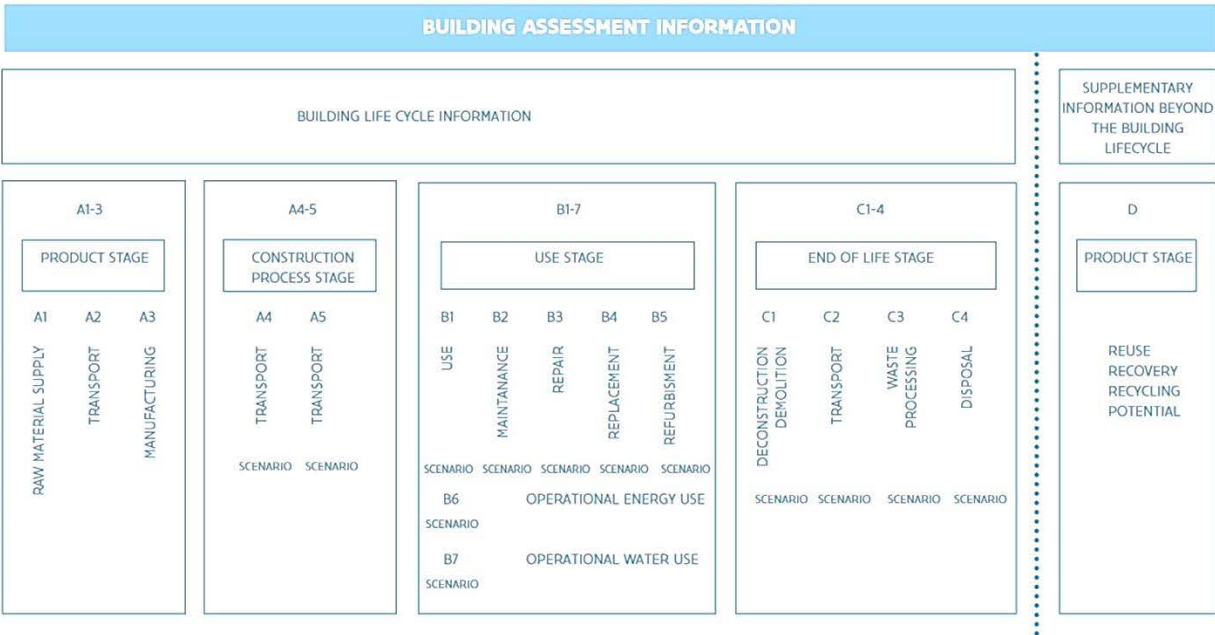 BUILDING ASSESSMENT INFORMATION
BUILDING LIFE CYCLE INFORMATION
SUPPLEMENTARY
INFORMATION BEYOND
THE BUILDING
LIFECYCLE
A1-3
PRODUCT STAGE
A1
A2
A3
RAW MATERIAL SUPPLY
TRANSPORT
MANUFACTURING
A4-5
CONSTRUCTION
PROCESS STAGE
A4
A5
TRANSPORT
TRANSPORT
SCENARIO
SCENARIO
B1-7
USE STAGE
B1
B2
B3
B4
B5
USE
MAINTANANCE
REPAIR
REPLACEMENT
REFURBISMENT
SCENARIO
SCENARIO
SCENARIO
SCENARIO
SCENARIO
B6
OPERATIONAL ENERGY USE
SCENARIO
B7
OPERATIONAL WATER USE
SCENARIO
C1-4
END OF LIFE STAGE
C1
C2
C3
C4
DECONSTRUCTION
DEMOLITION
TRANSPORT
WASTE
PROCESSING
DISPOSAL
SCENARIO
SCENARIO
SCENARIO
SCENARIO
D
PRODUCT STAGE
REUSE
RECOVERY
RECYCLING
POTENTIAL